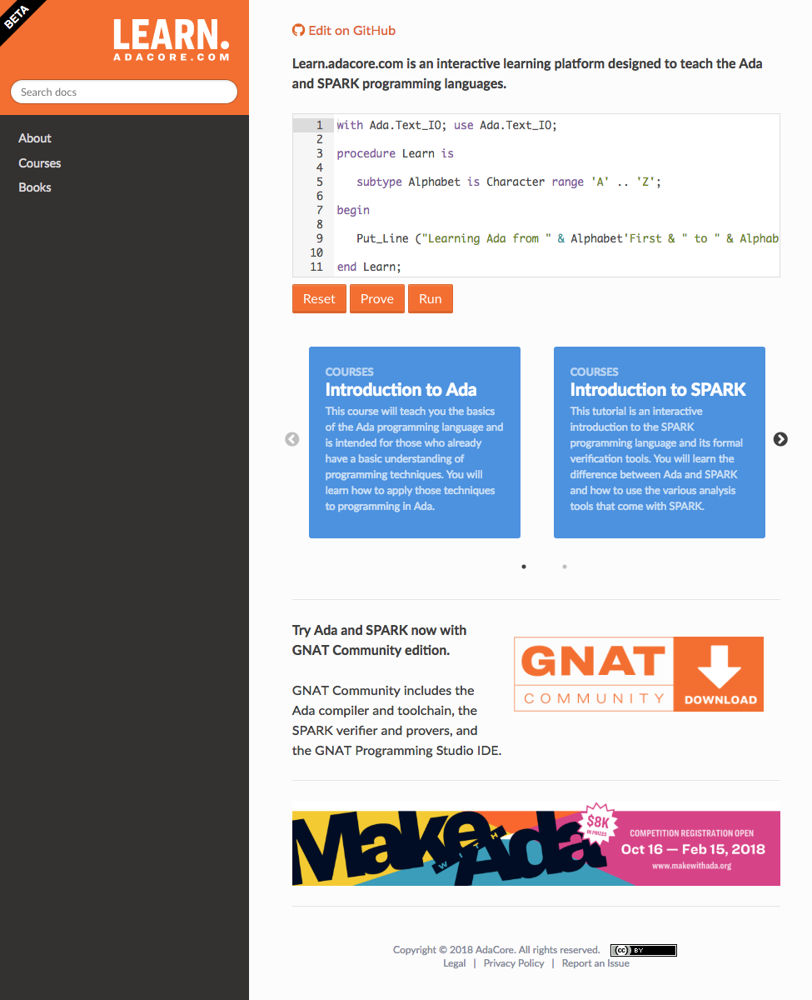 BETA
LEARN.
ADACORE.COM
Search docs
About
Courses
Books
Edit on GitHub
Learn.adacore.com is an interactive learning platform designed to teach the Ada
and SPARK programming languages.
1 with Ada.Text_IO; use Ada.Text_IO;
2
3 procedure Learn is
4
5 subtype Alphabet is Character range 'A' .. 'Z';
6
7 begin
8
9 Put_Line ("Learning Ada from " & Alphabet'First & " to " & Alphab
10
11 end Learn;
Reset Prove Run
COURSES
Introduction to Ada
This course will teach you the basics
of the Ada programming language and
is intended for those who already
have a basic understanding of
programming techniques. You will
learn how to apply those techniques
to programming in Ada.
COURSES
Introduction to SPARK
This tutorial is an interactive
introduction to the SPARK
programming language and its formal
verification tools. You will learn the
difference between Ada and SPARK
and how to use the various analysis
tools that come with SPARK.
Try Ada and SPARK now with
GNAT Community edition.
GNAT Community includes the
Ada compiler and toolchain, the
SPARK verifier and provers, and
the GNAT Programming Studio IDE.
GNAT
COMMUNITY
DOWNLOAD
Make
WITH
Ada
$8K
IN PRIZES
COMPETITION REGISTRATION OPEN
Oct 16 — Feb 15, 2018
www.makewithada.org
Copyright © 2018 AdaCore. All rights reserved. cc BY
Legal | Privacy Policy | Report an Issue